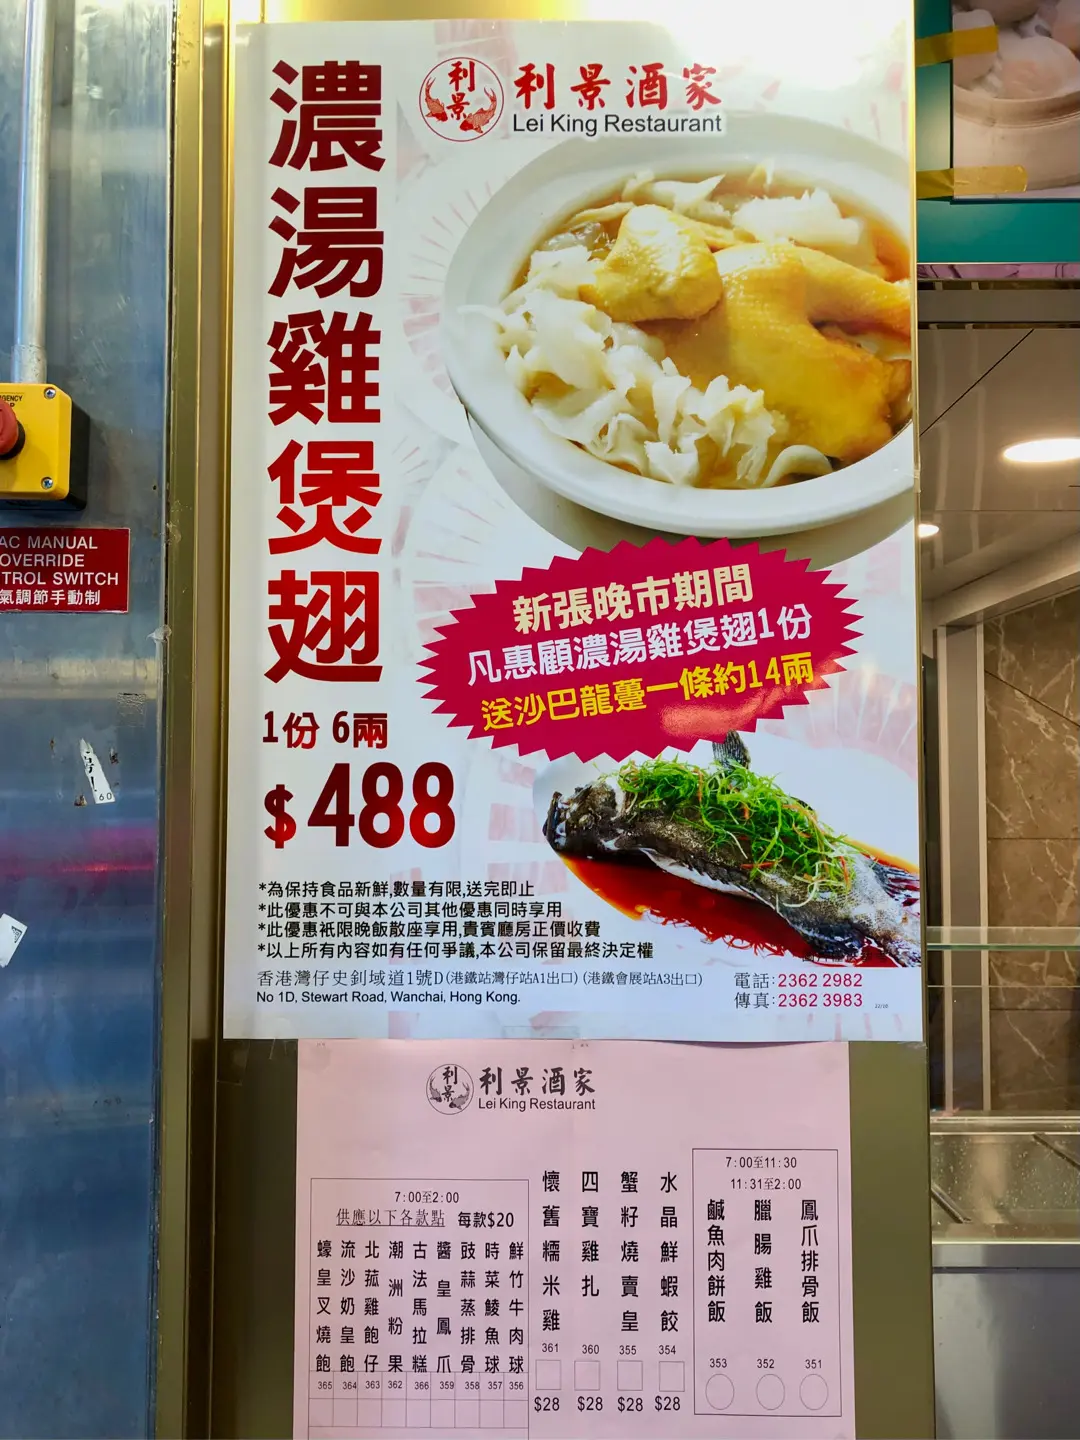 濃湯雞煲翅
利景
利景酒家
Lei King Restaurant
新張晚市期間
凡惠顧濃湯雞煲翅1份
送沙巴龍躉一條約14兩
1份 6兩
$488
*為保持食品新鮮,數量有限,送完即止
*此優惠不可與本公司其他優惠同時享用
*此優惠衹限晚飯散座享用,貴賓廳房正價收費
*以上所有內容如有任何爭議,本公司保留最終決定權
香港灣仔史釗域道1號D(港鐵站灣仔站A1出口) (港鐵會展站A3出口)
No 1D, Stewart Road, Wanchai, Hong Kong.
電話:2362 2982
傳真:2362 3983
AC MANUAL
OVERRIDE
TROL SWITCH
氣調節手動制
利景
利景酒家
Lei King Restaurant
7:00至2:00
供應以下各款點 每款$20
蠔皇叉燒飽 365
流沙奶皇飽 364
北菰雞飽仔 363
潮洲粉果 362
古法馬拉糕 366
醬皇鳳爪 359
豉蒜蒸排骨 358
時菜鯪魚球 357
鮮竹牛肉球 356
懷舊糯米雞 361 $28
四寶雞扎 360 $28
蟹籽燒賣皇 355 $28
水晶鮮蝦餃 354 $28
7:00至11:30
11:31至2:00
鹹魚肉餅飯 353
臘腸雞飯 352
鳳爪排骨飯 351